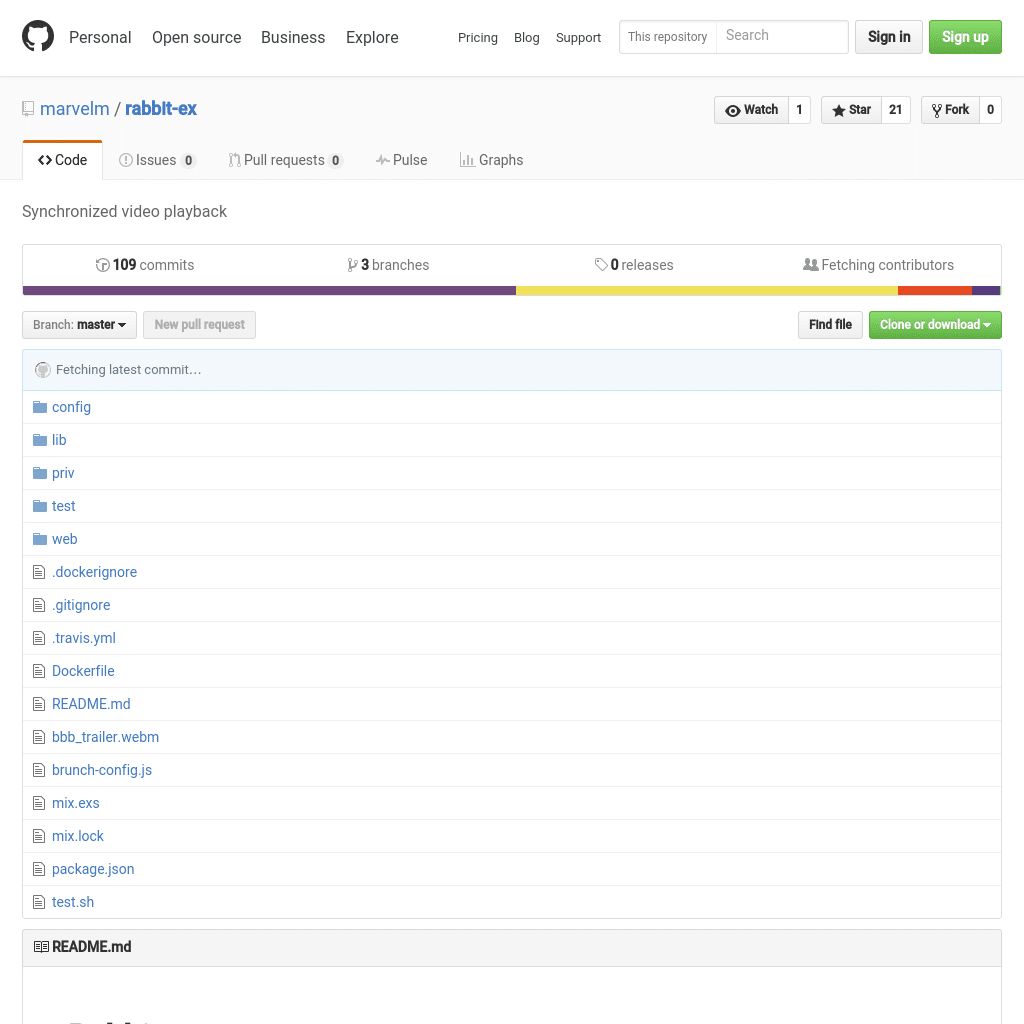 Personal Open source Business Explore Pricing Blog Support This repository Search Sign in Sign up
marvelm / rabbit-ex Watch 1 Star 21 Fork 0
Code Issues 0 Pull requests 0 Pulse Graphs
Synchronized video playback
109 commits 3 branches 0 releases Fetching contributors
Branch: master New pull request Find file Clone or download
Fetching latest commit…
config
lib
priv
test
web
.dockerignore
.gitignore
.travis.yml
Dockerfile
README.md
bbb_trailer.webm
brunch-config.js
mix.exs
mix.lock
package.json
test.sh
README.md